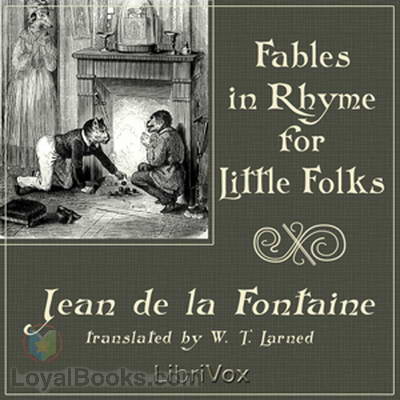 Fables
in Rhyme
for
Little Folks
Jean de la Fontaine
translated by W. T. Larned
LibriVox
LoyalBooks.com